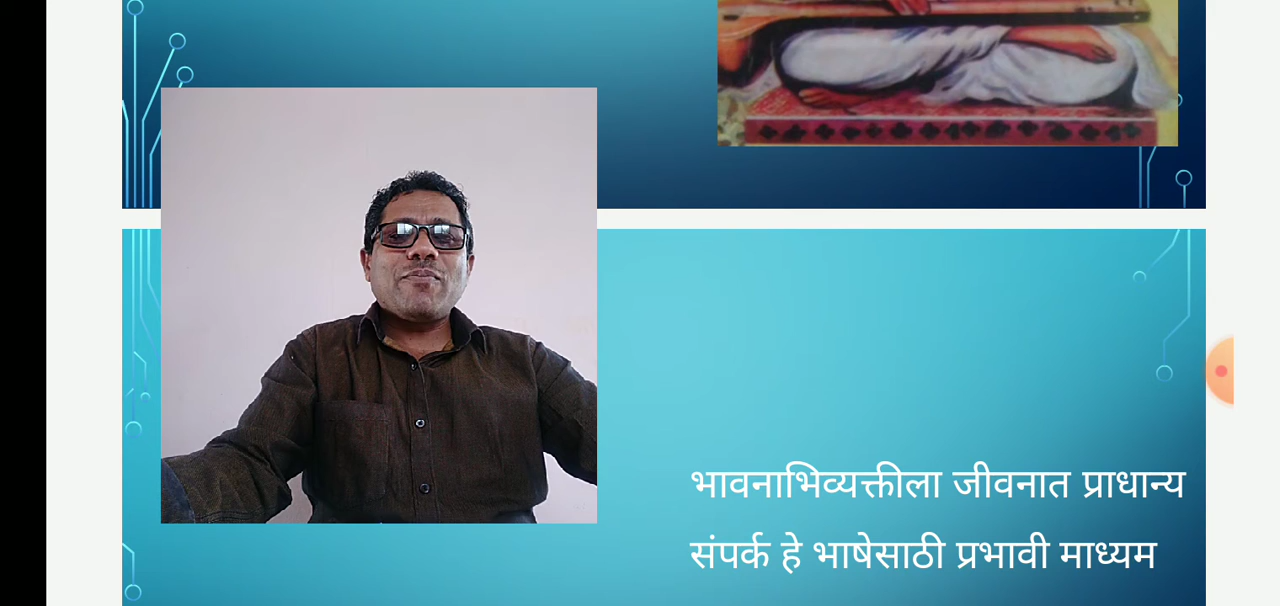 भावनाभिव्यक्तीला जीवनात प्राधान्य
संपर्क हे भाषेसाठी प्रभावी माध्यम